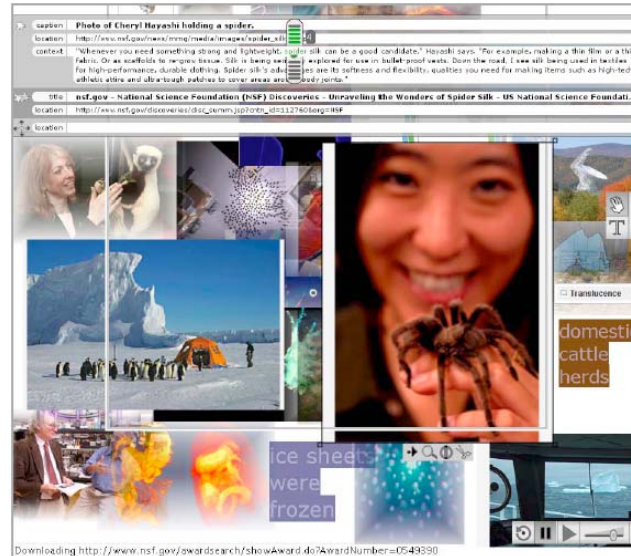 caption Photo of Cheryl Hayashi holding a spider.
location http://www.nsf.gov/news/mmg/media/images/spider_silk
context "Whenever you need something strong and lightweight, spider silk can be a good candidate." Hayashi says. "For example, making a thin film or a thi
fabric. Or as scaffolds to re-grow tissue. Silk is being explored for use in bullet-proof vests. Down the road, I see silk being used in textiles
for high-performance, durable clothing. Spider silk's are its softness and flexibility, qualities you need for making items such as high-tech
athletic attire and ultra-tough patches to cover areas joints."
title nsf.gov - National Science Foundation (NSF) Discoveries - Unraveling the Wonders of Spider Silk - US National Science Foundati..
location http://www.nsf.gov/discoveries/disc_summ.jsp?cntn_id=112760&org=NSF
location
T
Translucence
domestic
cattle
herds
ice sheets
were
frozen
Downloading http://www.nsf.gov/awardsearch/showAward.do?AwardNumber=0549390